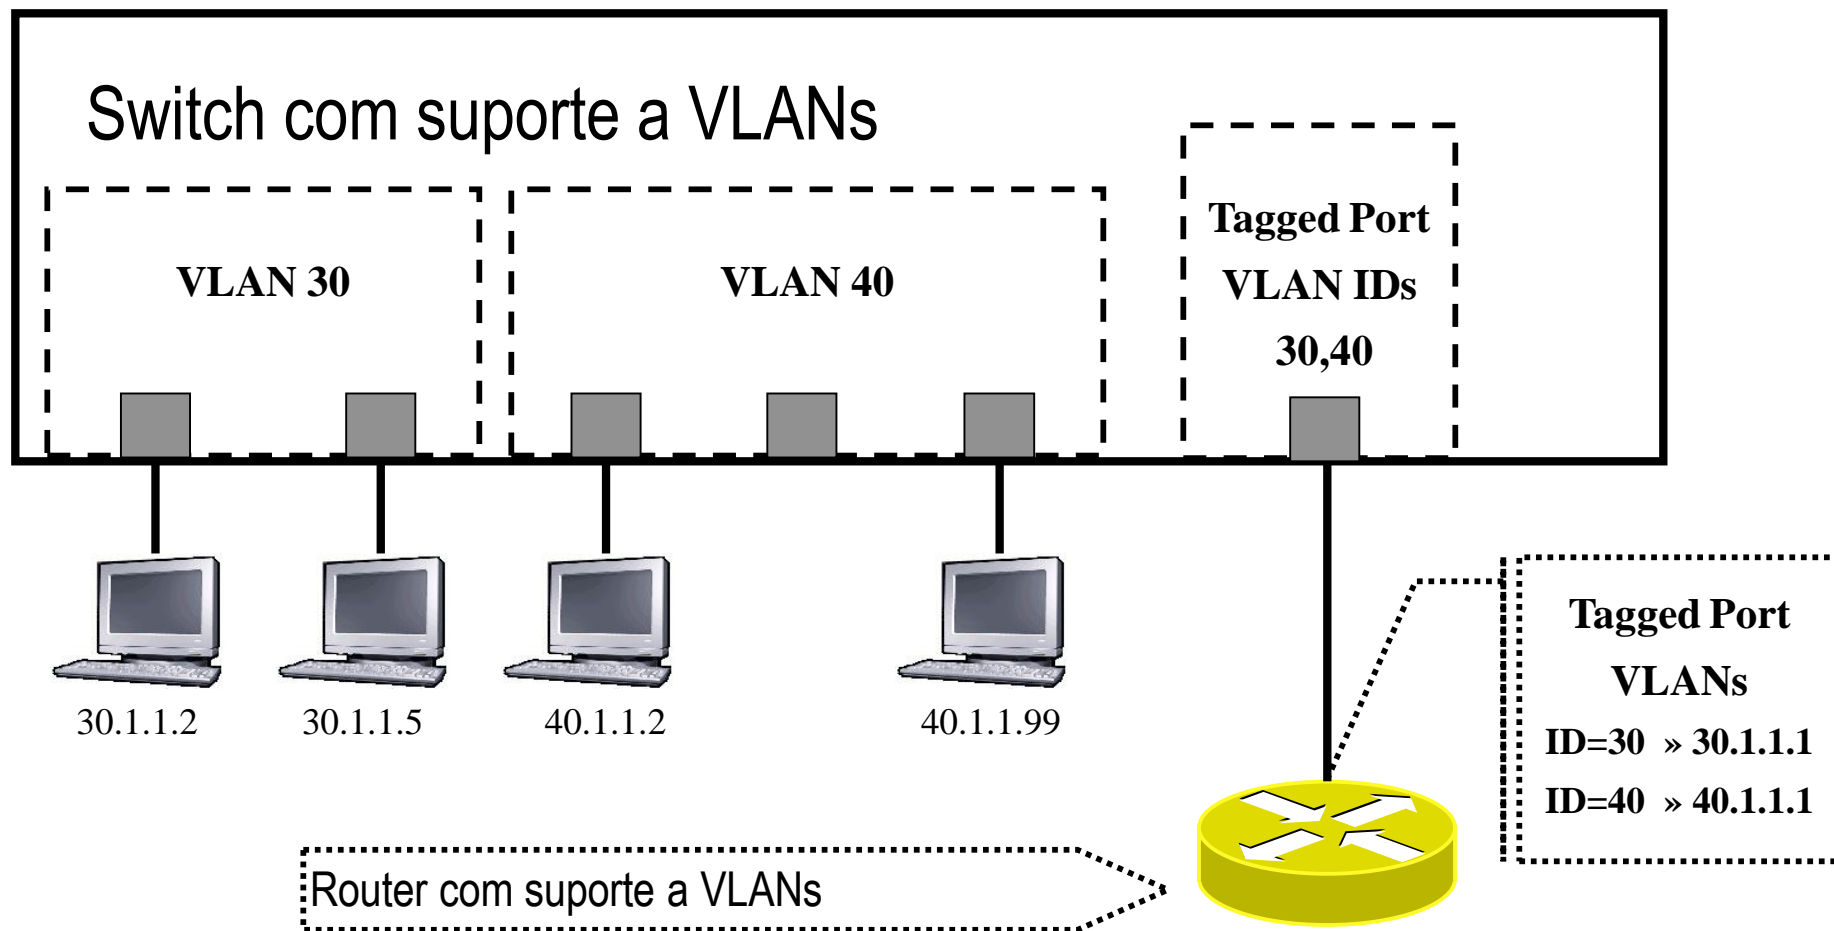 Switch com suporte a VLANs
VLAN 30
VLAN 40
Tagged Port
VLAN IDs
30,40
30.1.1.2
30.1.1.5
40.1.1.2
40.1.1.99
Tagged Port
VLANs
ID=30 » 30.1.1.1
ID=40 » 40.1.1.1
Router com suporte a VLANs